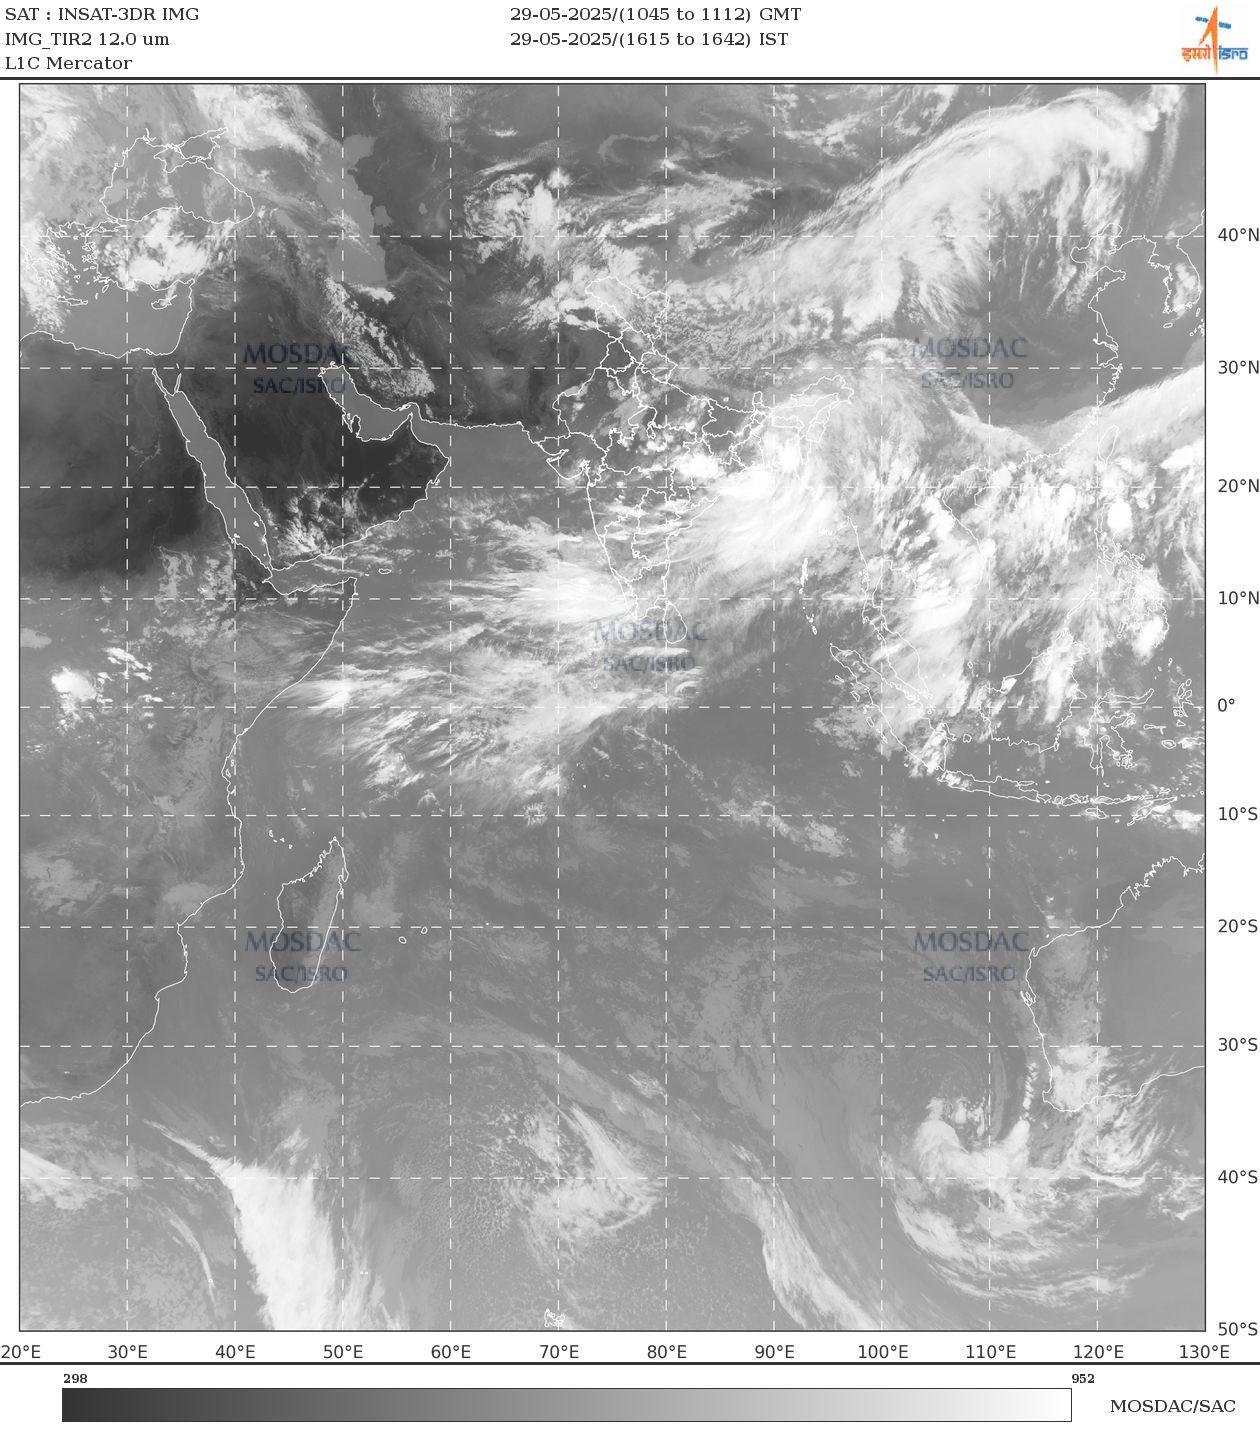 SAT : INSAT-3DR IMG
IMG_TIR2 12.0 um
L1C Mercator
29-05-2025/(1045 to 1112) GMT
29-05-2025/(1615 to 1642) IST
इसरो isro
MOSDAC
SAC/ISRO
MOSDAC
SAC/ISRO
MOSDAC
SAC/ISRO
MOSDAC
SAC/ISRO
MOSDAC
SAC/ISRO
40°N
30°N
20°N
10°N
0°
10°S
20°S
30°S
40°S
50°S
20°E 30°E 40°E 50°E 60°E 70°E 80°E 90°E 100°E 110°E 120°E 130°E
298 952
MOSDAC/SAC